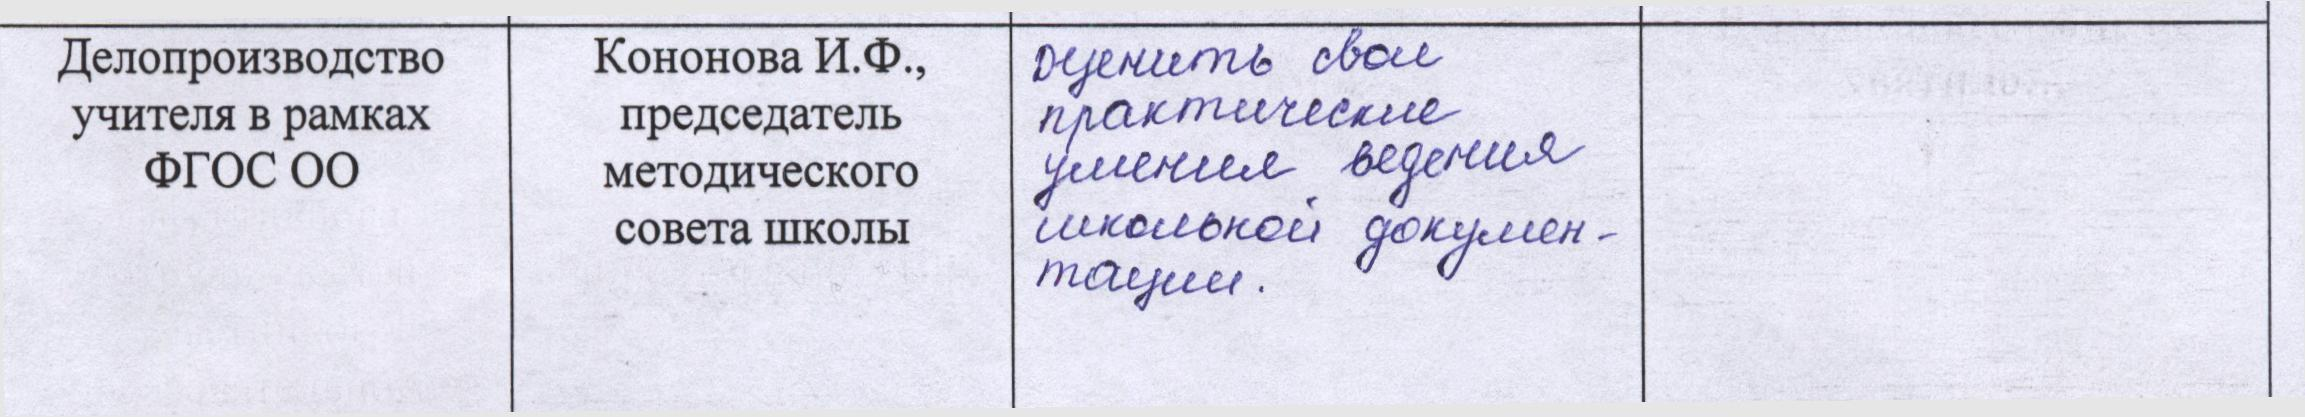 Делопроизводство
учителя в рамках
ФГОС ОО
Кононова И.Ф.,
председатель
методического
совета школы
оценить свои
практические
умения ведения
школьной докумен-
тации.